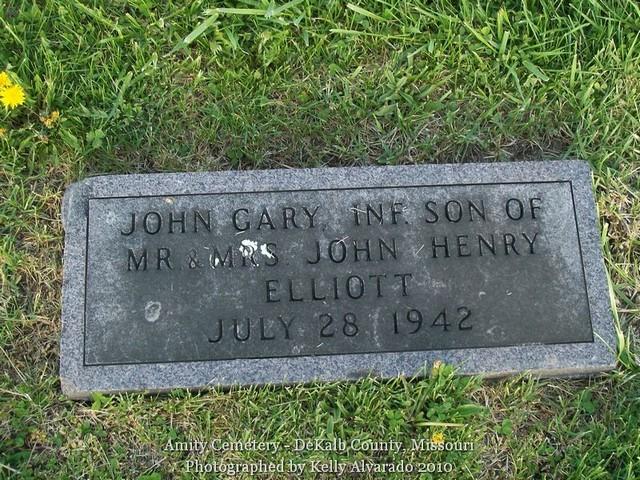 JOHN GARY, INF. SON OF
MR & MRS. JOHN HENRY
ELLIOTT
JULY 28 1942
Amity Cemetery - DeKalb County, Missouri
Photographed by Kelly Alvarado 2010